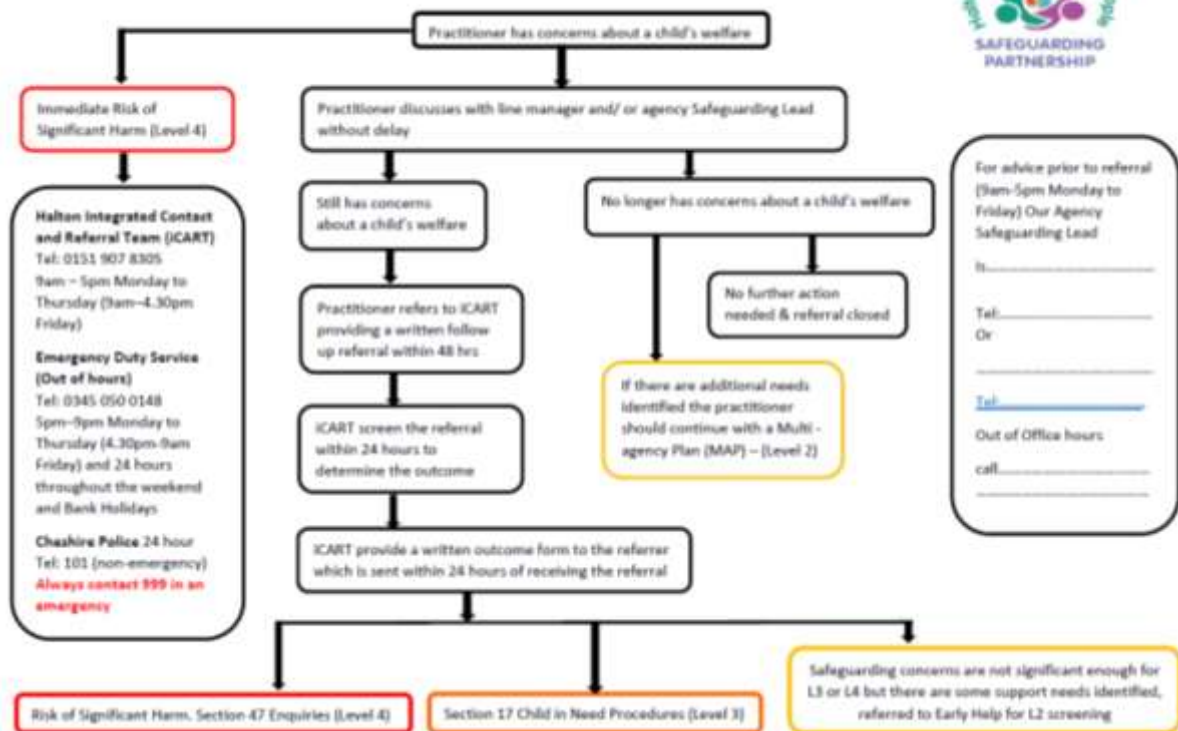 Practitioner has concerns about a child's welfare
SAFEGUARDING
PARTNERSHIP
Immediate Risk of
Significant Harm (Level 4)
Practitioner discusses with line manager and/ or agency Safeguarding Lead
without delay
Halton Integrated Contact
and Referral Team (iCART)
Tel: 0151 907 8305
9am – 5pm Monday to
Thursday (9am–4.30pm
Friday)
Emergency Duty Service
(Out of hours)
Tel: 0345 050 0148
5pm–9pm Monday to
Thursday (4.30pm-9am
Friday) and 24 hours
throughout the weekend
and Bank Holidays
Cheshire Police 24 hour
Tel: 101 (non-emergency)
Always contact 999 in an
emergency
Still has concerns
about a child's welfare
No longer has concerns about a child's welfare
Practitioner refers to iCART
providing a written follow
up referral within 48 hrs
No further action
needed & referral closed
If there are additional needs
identified the practitioner
should continue with a Multi -
agency Plan (MAP) – (Level 2)
iCART screen the referral
within 24 hours to
determine the outcome
iCART provide a written outcome form to the referrer
which is sent within 24 hours of receiving the referral
For advice prior to referral
(9am-5pm Monday to
Friday) Our Agency
Safeguarding Lead
Is
Tel:
Or
Tel:
Out of Office hours
call
Risk of Significant Harm. Section 47 Enquiries (Level 4)
Section 17 Child in Need Procedures (Level 3)
Safeguarding concerns are not significant enough for
L3 or L4 but there are some support needs identified,
referred to Early Help for L2 screening